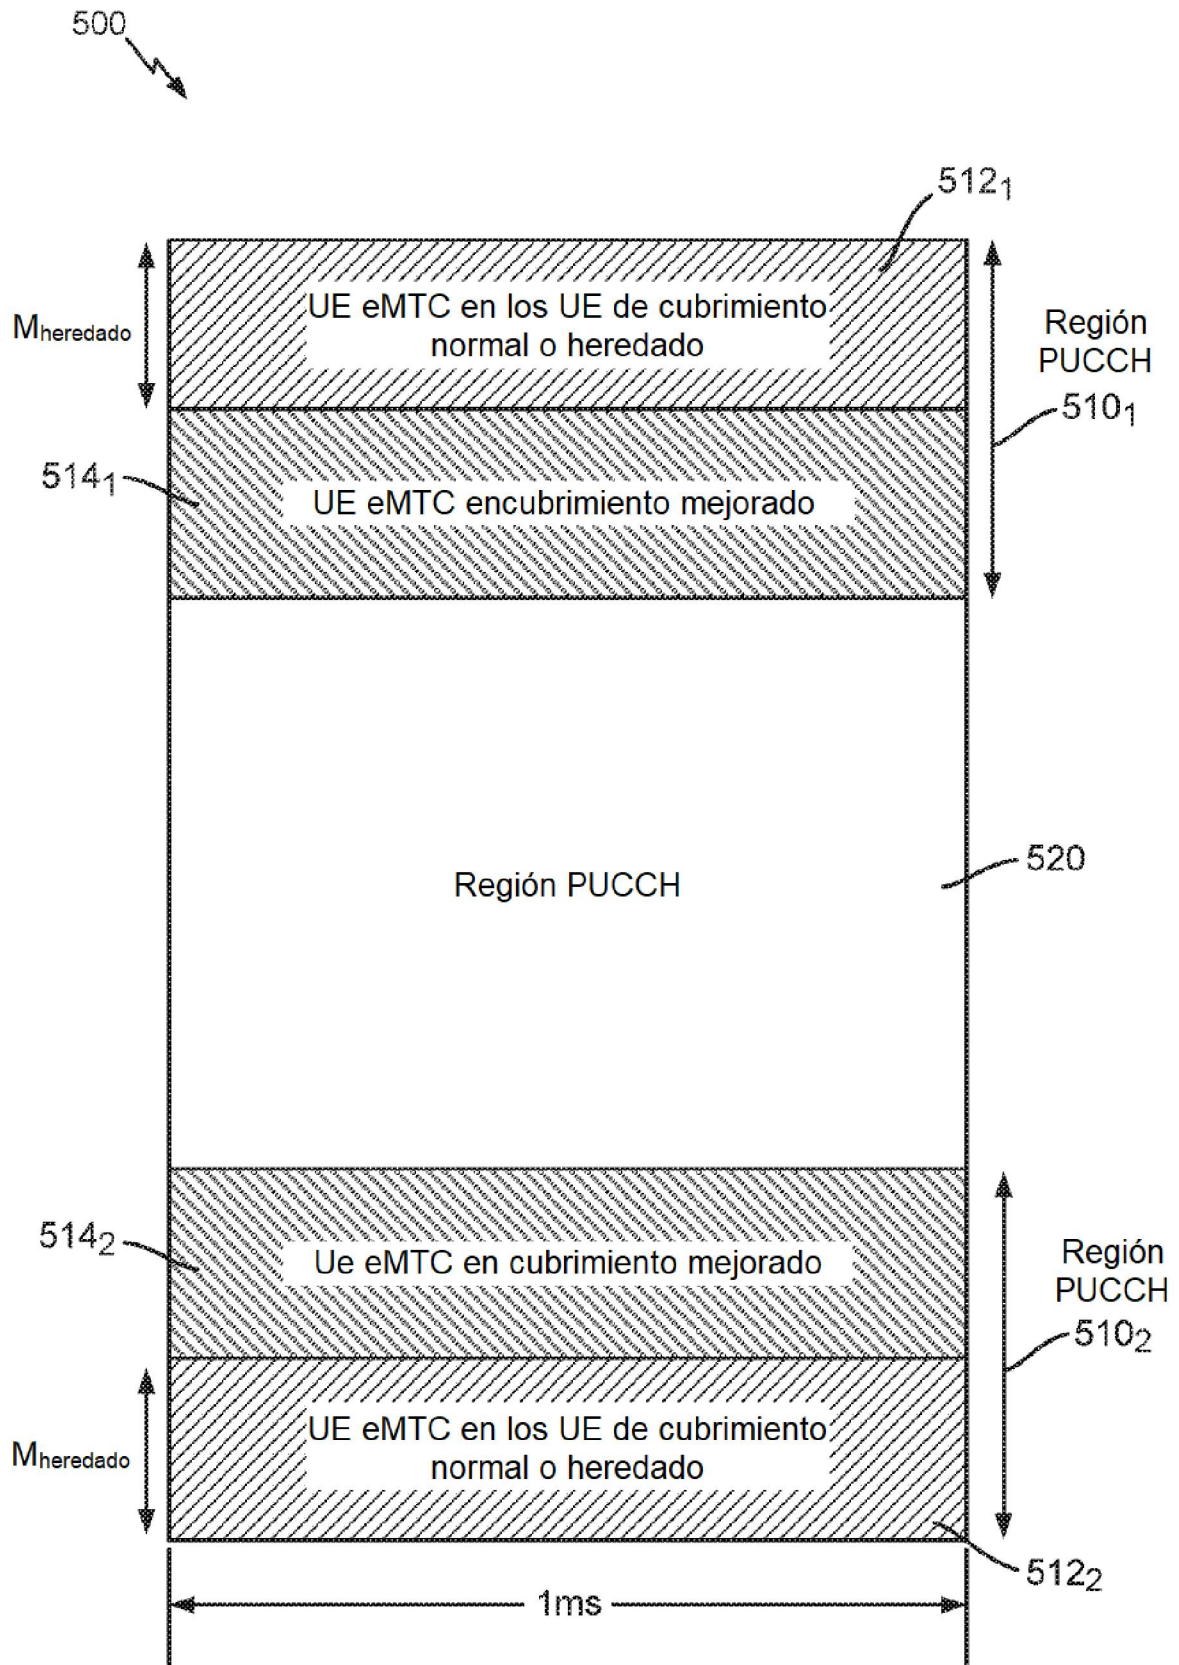 500
512₁
UE eMTC en los UE de cubrimiento
normal o heredado
Mheredado
Región
PUCCH
510₁
514₁
UE eMTC encubrimiento mejorado
Región PUCCH
520
514₂
Ue eMTC en cubrimiento mejorado
Región
PUCCH
510₂
UE eMTC en los UE de cubrimiento
normal o heredado
Mheredado
512₂
1ms